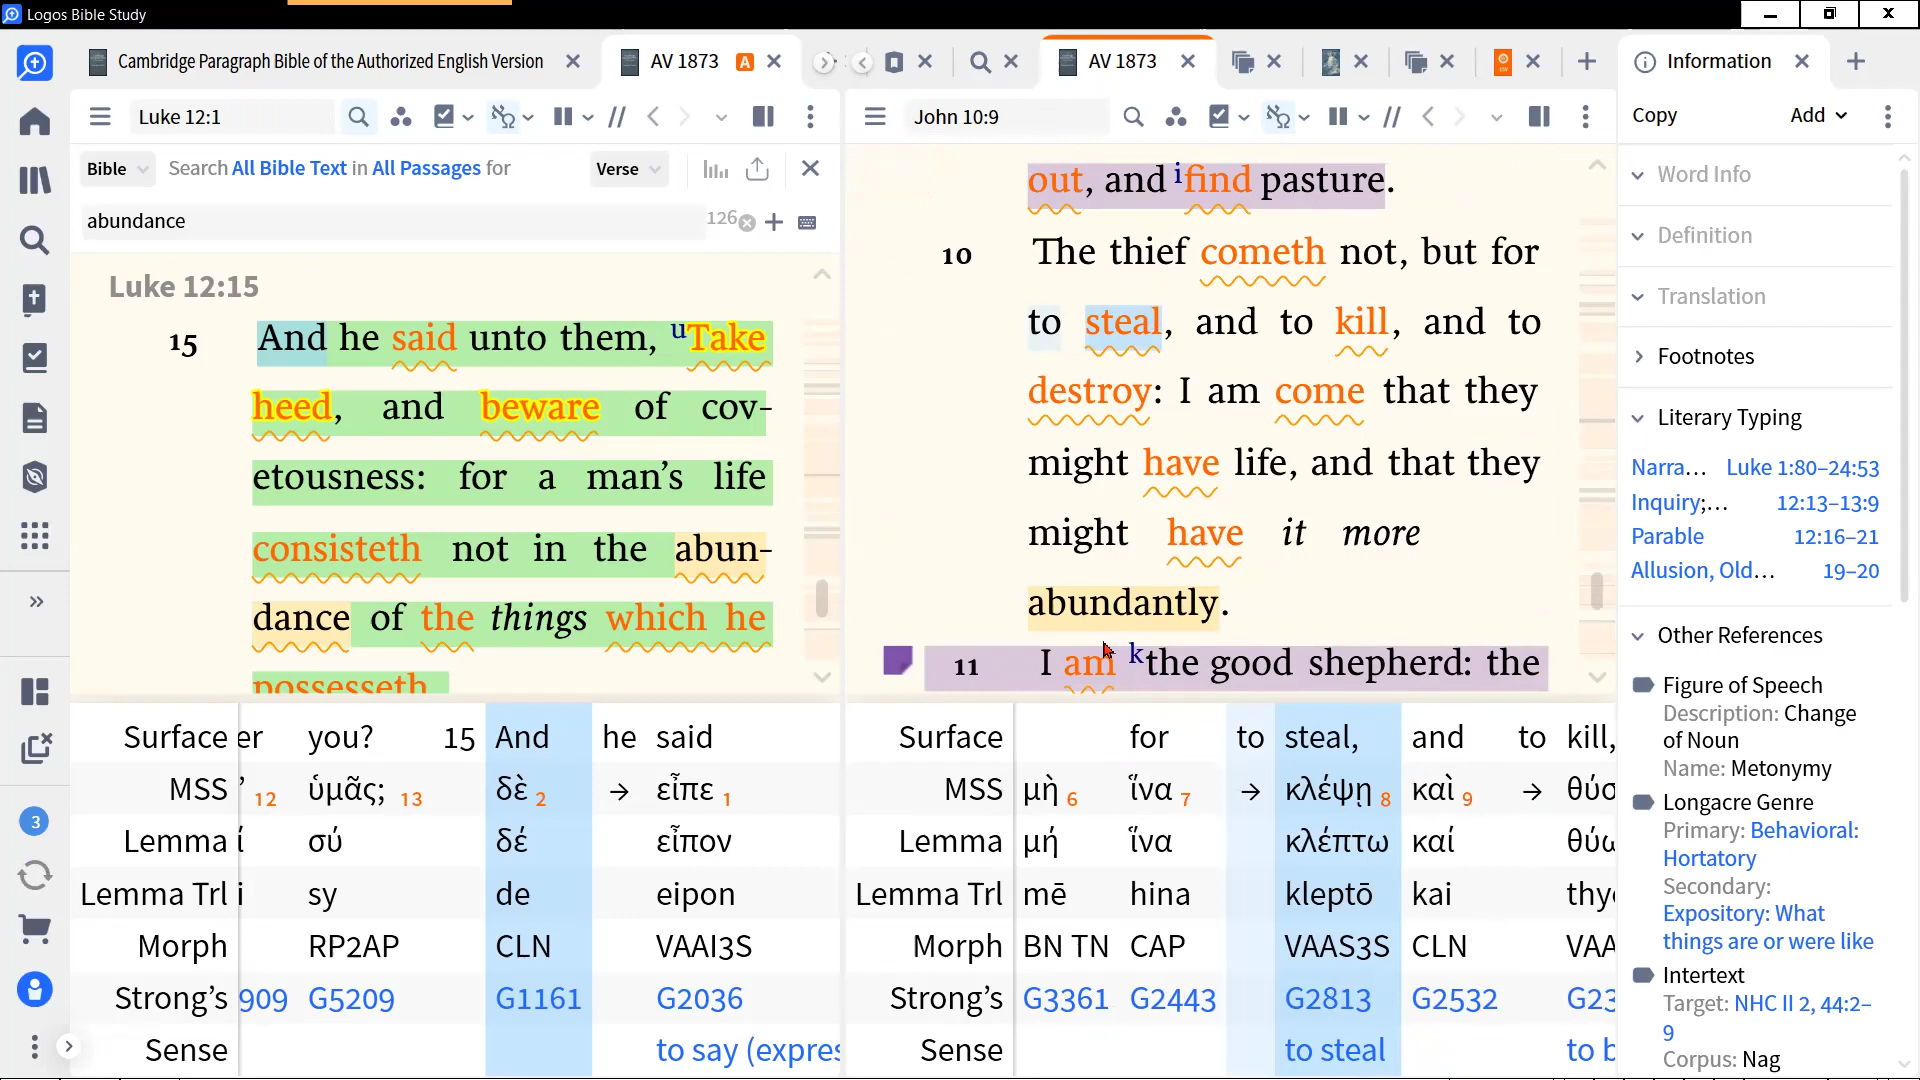 Logos Bible Study
Cambridge Paragraph Bible of the Authorized English Version
AV 1873 A
AV 1873
Information
Luke 12:1
John 10:9
Copy
Add
Bible
Search All Bible Text in All Passages for
Verse
abundance
126
Luke 12:15
15 And he said unto them, uTake
heed, and beware of cov-
etousness: for a man’s life
consisteth not in the abun-
dance of the things which he
possesseth
out, and ifind pasture.
10 The thief cometh not, but for
to steal, and to kill, and to
destroy: I am come that they
might have life, and that they
might have it more
abundantly.
11 I am kthe good shepherd: the
Surface er you? 15 And he said
MSS ’ 12 ὑμᾶς; 13 δὲ 2 → εἶπε 1
Lemma ί σύ δέ εἶπον
Lemma Trl i sy de eipon
Morph RP2AP CLN VAAI3S
Strong’s 909 G5209 G1161 G2036
Sense to say (expres
Surface for to steal, and to kill,
MSS μὴ 6 ἵνα 7 → κλέψῃ 8 καὶ 9 → θύσ
Lemma μή ἵνα κλέπτω καί θύω
Lemma Trl mē hina kleptō kai thy
Morph BN TN CAP VAAS3S CLN VAA
Strong’s G3361 G2443 G2813 G2532 G23
Sense to steal to b
Word Info
Definition
Translation
Footnotes
Literary Typing
Narra... Luke 1:80–24:53
Inquiry;... 12:13–13:9
Parable 12:16–21
Allusion, Old... 19–20
Other References
Figure of Speech
Description: Change
of Noun
Name: Metonymy
Longacre Genre
Primary: Behavioral:
Hortatory
Secondary:
Expository: What
things are or were like
Intertext
Target: NHC II 2, 44:2–
9
Corpus: Nag
3